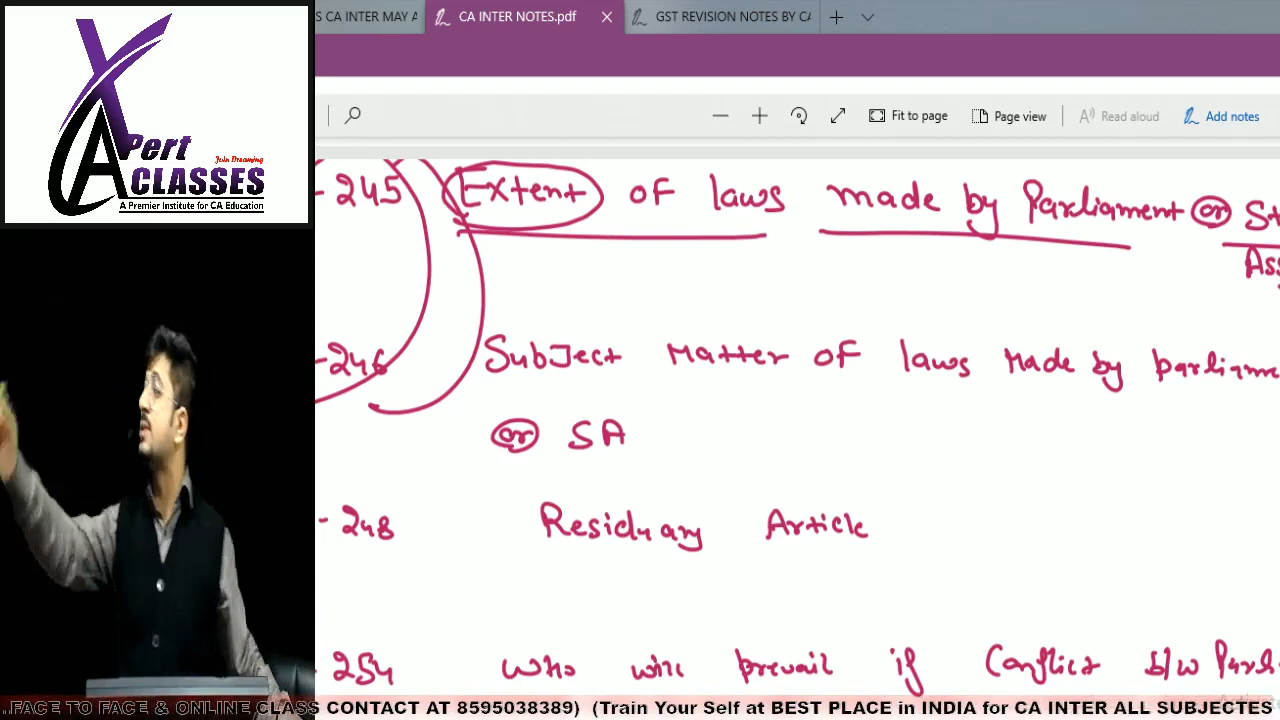 S CA INTER MAY A
CA INTER NOTES.pdf
GST REVISION NOTES BY CA
Fit to page
Page view
Read aloud
Add notes
XPert
Join Dreaming
CA CLASSES
A Premier Institute for CA Education
- 245 Extent of laws made by Parliament or St
Ass
- 246 Subject Matter of laws Made by parliame
or SA
- 248 Residuary Article
- 254 Who will prevail if Conflict b/w Parli
..FACE TO FACE & ONLINE CLASS CONTACT AT 8595038389) (Train Your Self at BEST PLACE in INDIA for CA INTER ALL SUBJECTES